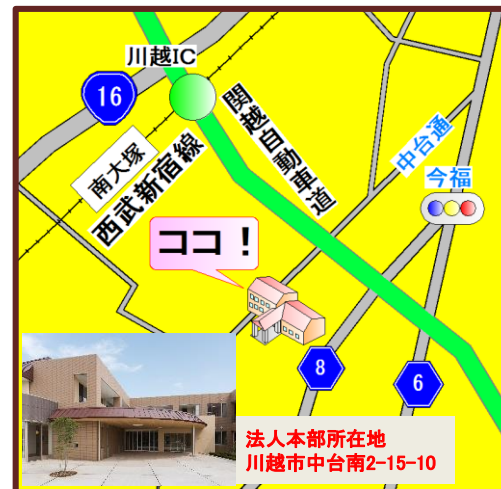 川越IC
16
関越自動車道
南大塚
西武新宿線
中台通
今福
ココ！
8
6
法人本部所在地
川越市中台南2-15-10